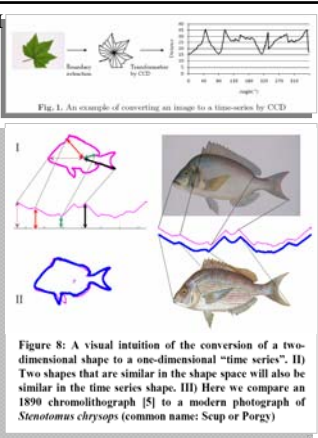 Boundary
extraction
Transformation
by CCD
Distance
angle(°)
Fig. 1. An example of converting an image to a time-series by CCD
I
II
Figure 8: A visual intuition of the conversion of a two-
dimensional shape to a one-dimensional “time series”. II)
Two shapes that are similar in the shape space will also be
similar in the time series shape. III) Here we compare an
1890 chromolithograph [5] to a modern photograph of
Stenotomus chrysops (common name: Scup or Porgy)